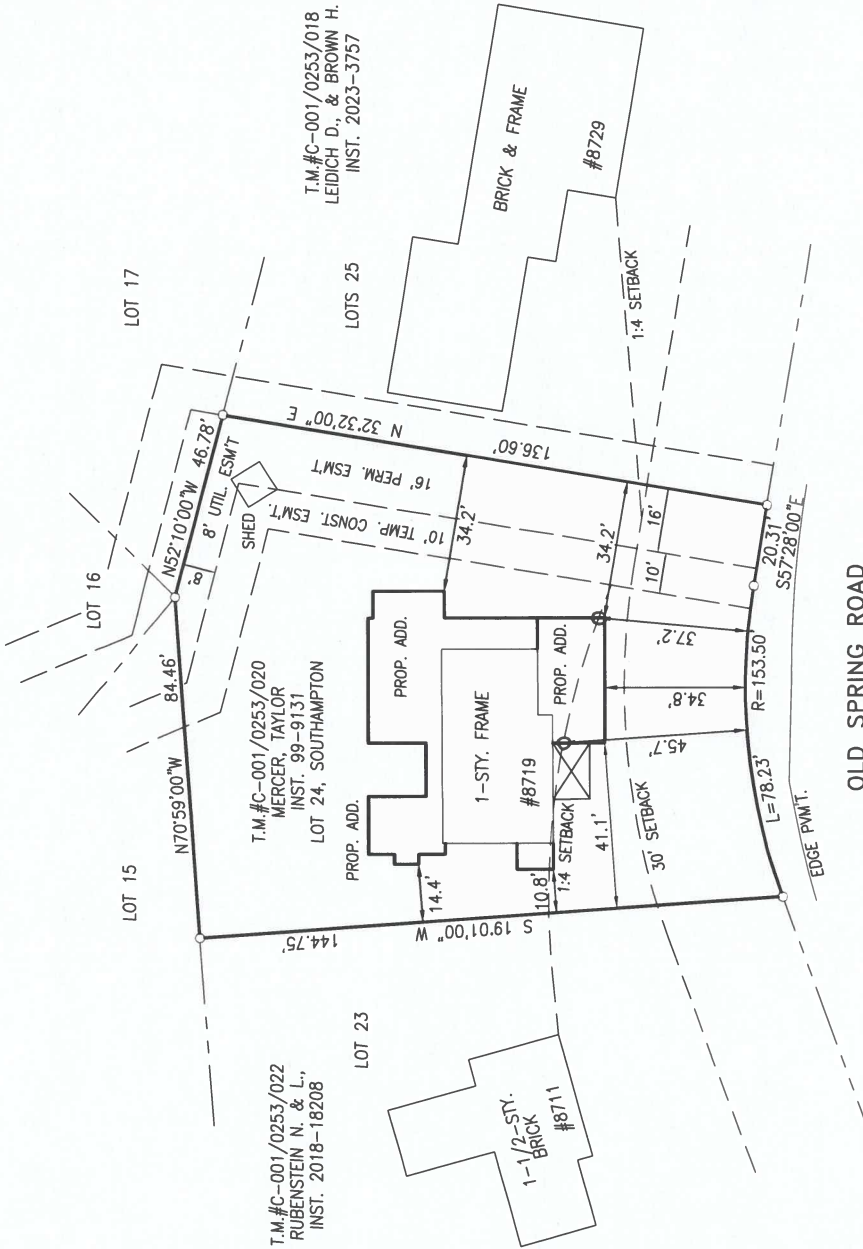 T.M.#C-001/0253/018
LEIDICH D., & BROWN H.
INST. 2023-3757
LOT 17
LOTS 25
BRICK & FRAME
#8729
1:4 SETBACK
LOT 16
N52°10'00"W 46.78'
8' UTIL. ESM'T
8'
SHED
16' PERM. ESM'T
10' TEMP. CONST. ESM'T.
N 32°32'00" E
136.60'
34.2'
34.2'
16'
10'
20.31'
S57°28'00"E
LOT 15
N70°59'00"W
84.46'
T.M.#C-001/0253/020
MERCER, TAYLOR
INST. 99-9131
LOT 24, SOUTHAMPTON
PROP. ADD.
PROP. ADD.
PROP. ADD.
1-STY. FRAME
#8719
1:4 SETBACK
14.4'
10.8'
41.1'
37.2'
34.8'
45.7'
30' SETBACK
R=153.50'
L=78.23'
EDGE PVM'T.
S 19°01'00" W
144.75'
T.M.#C-001/0253/022
RUBENSTEIN N. & L.,
INST. 2018-18208
LOT 23
1-1/2-STY.
BRICK
#8711
OLD SPRING ROAD